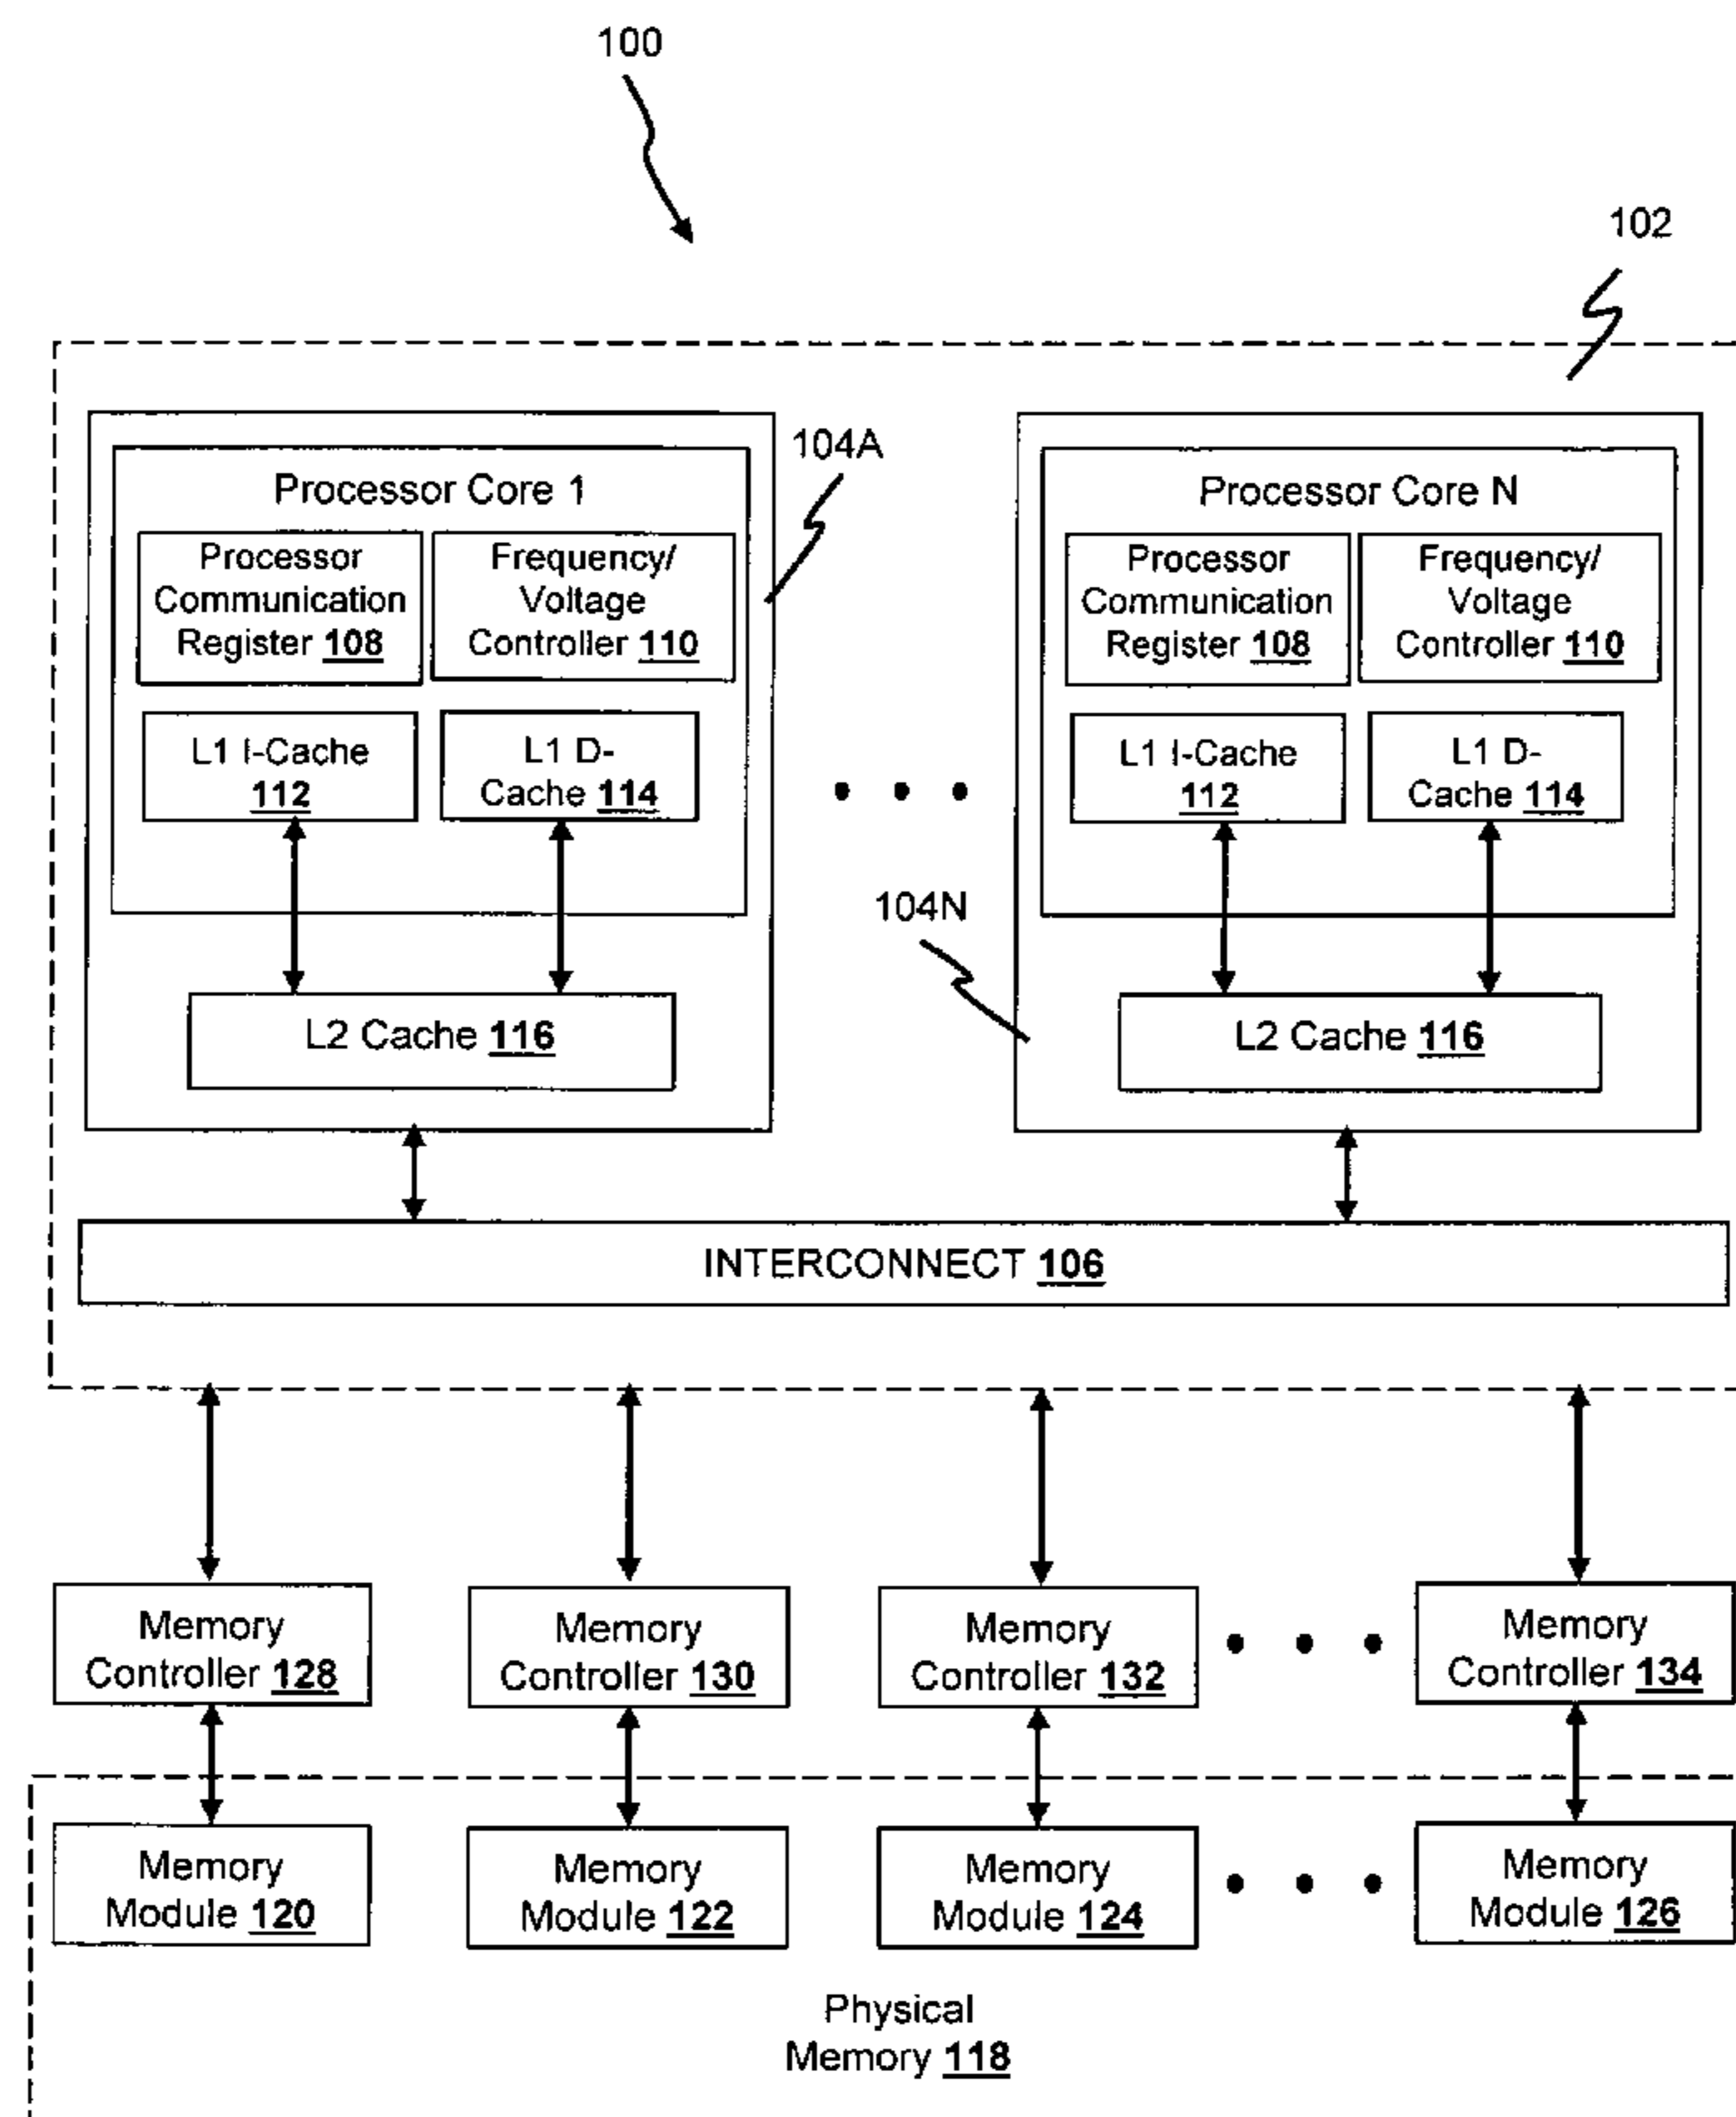 100
102
104A
Processor Core 1
Processor
Communication
Register 108
Frequency/
Voltage
Controller 110
L1 I-Cache
112
L1 D-
Cache 114
L2 Cache 116
Processor Core N
Processor
Communication
Register 108
Frequency/
Voltage
Controller 110
L1 I-Cache
112
L1 D-
Cache 114
104N
L2 Cache 116
INTERCONNECT 106
Memory
Controller 128
Memory
Controller 130
Memory
Controller 132
Memory
Controller 134
Memory
Module 120
Memory
Module 122
Memory
Module 124
Memory
Module 126
Physical
Memory 118